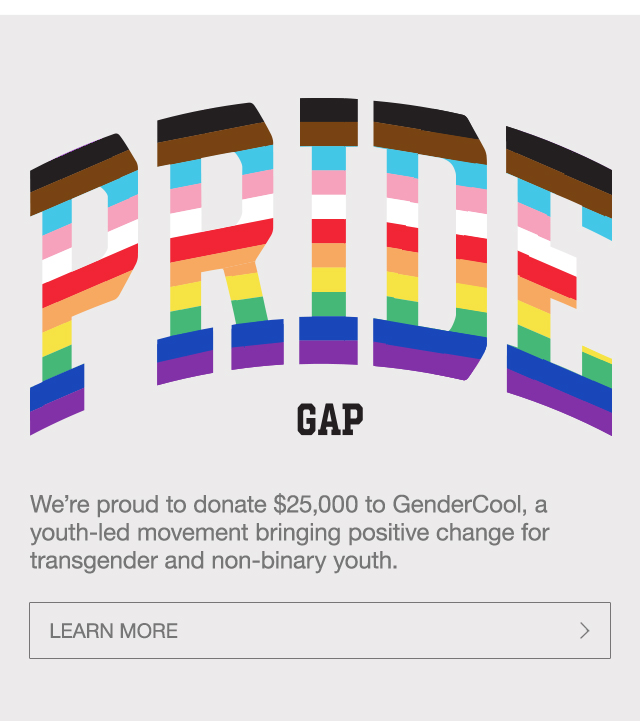 PRIDE
GAP
We’re proud to donate $25,000 to GenderCool, a
youth-led movement bringing positive change for
transgender and non-binary youth.
LEARN MORE